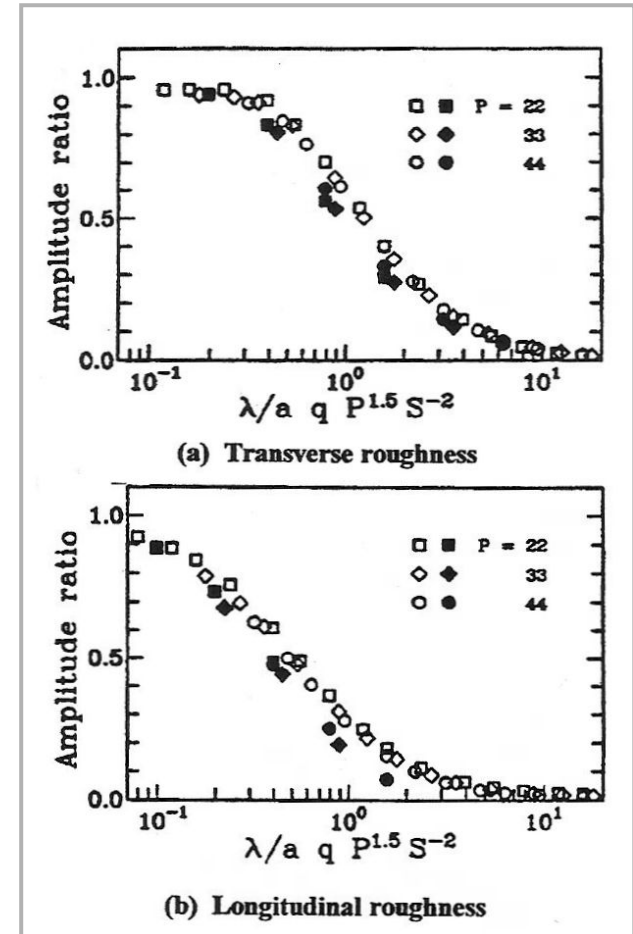 Amplitude ratio
1.0
0.5
0.0
□ ■ P = 22
◇ ◆ 33
○ ● 44
10⁻¹ 10⁰ 10¹
λ/a q P¹·⁵ S⁻²
(a) Transverse roughness
Amplitude ratio
1.0
0.5
0.0
□ ■ P = 22
◇ ◆ 33
○ ● 44
10⁻¹ 10⁰ 10¹
λ/a q P¹·⁵ S⁻²
(b) Longitudinal roughness